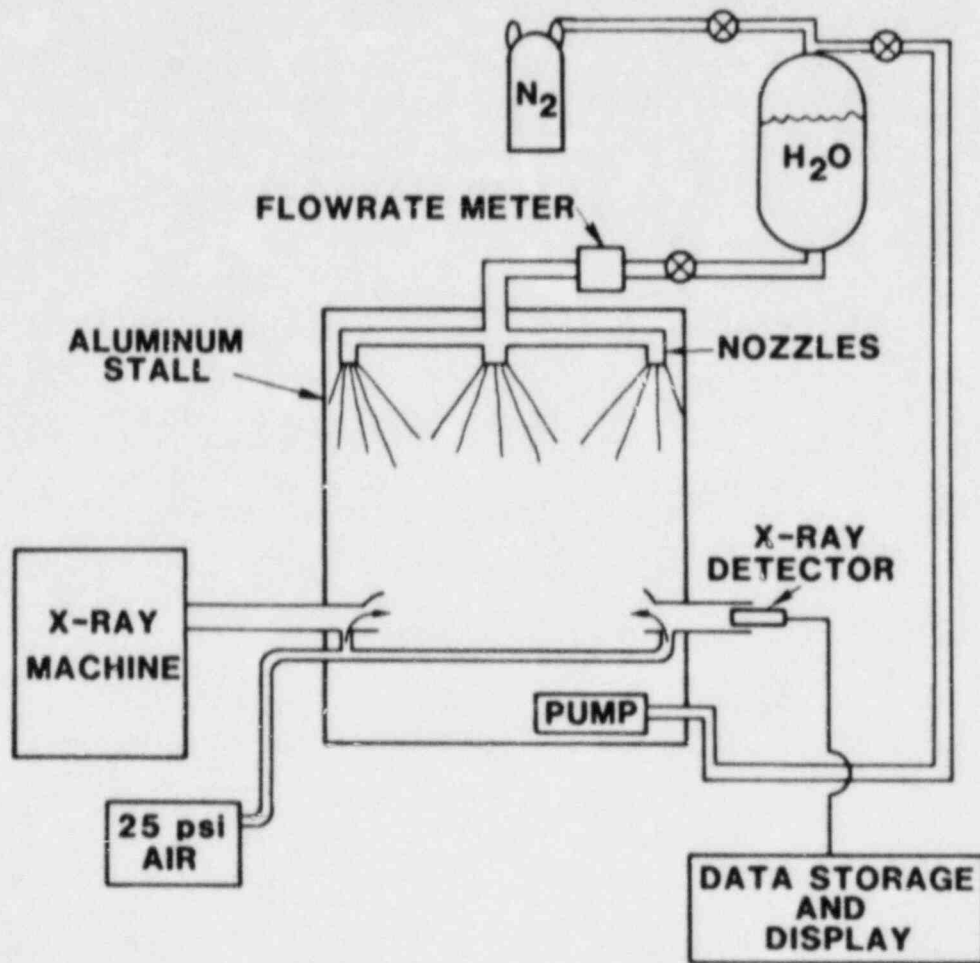 N₂
H₂O
FLOWRATE METER
ALUMINUM
STALL
NOZZLES
X-RAY
DETECTOR
X-RAY
MACHINE
PUMP
25 psi
AIR
DATA STORAGE
AND
DISPLAY